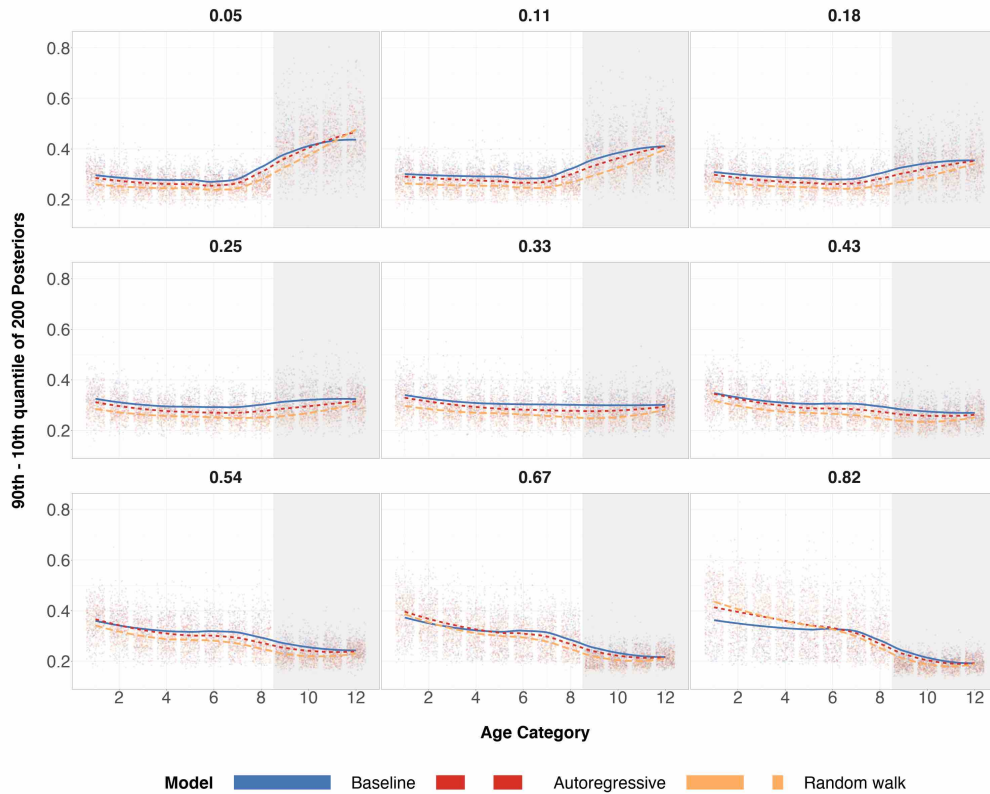 0.05 0.11 0.18
0.8
0.6
0.4
0.2
0.25 0.33 0.43
0.8
0.6
0.4
0.2
0.54 0.67 0.82
0.8
0.6
0.4
0.2
2 4 6 8 10 12 2 4 6 8 10 12 2 4 6 8 10 12
90th - 10th quantile of 200 Posteriors
Age Category
Model Baseline Autoregressive Random walk